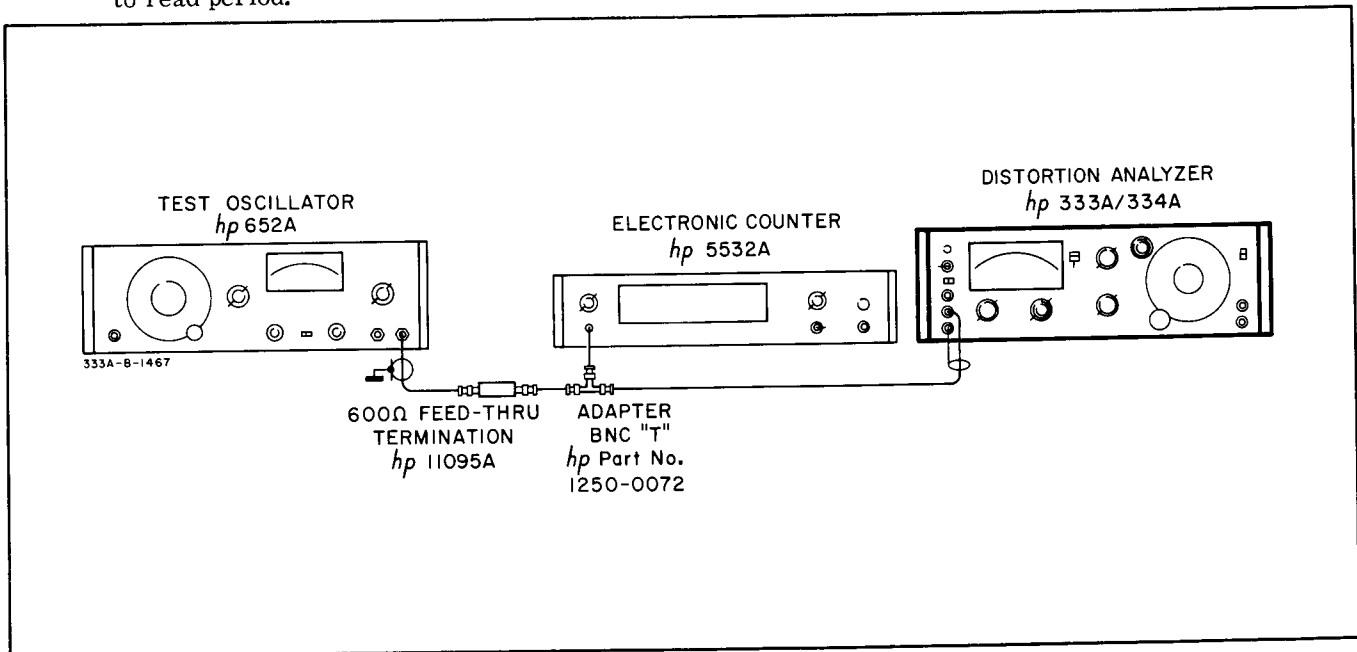 to read period.
TEST OSCILLATOR
hp 652A
ELECTRONIC COUNTER
hp 5532A
DISTORTION ANALYZER
hp 333A/334A
333A-B-1467
600Ω FEED-THRU
TERMINATION
hp 11095A
ADAPTER
BNC "T"
hp Part No.
1250-0072